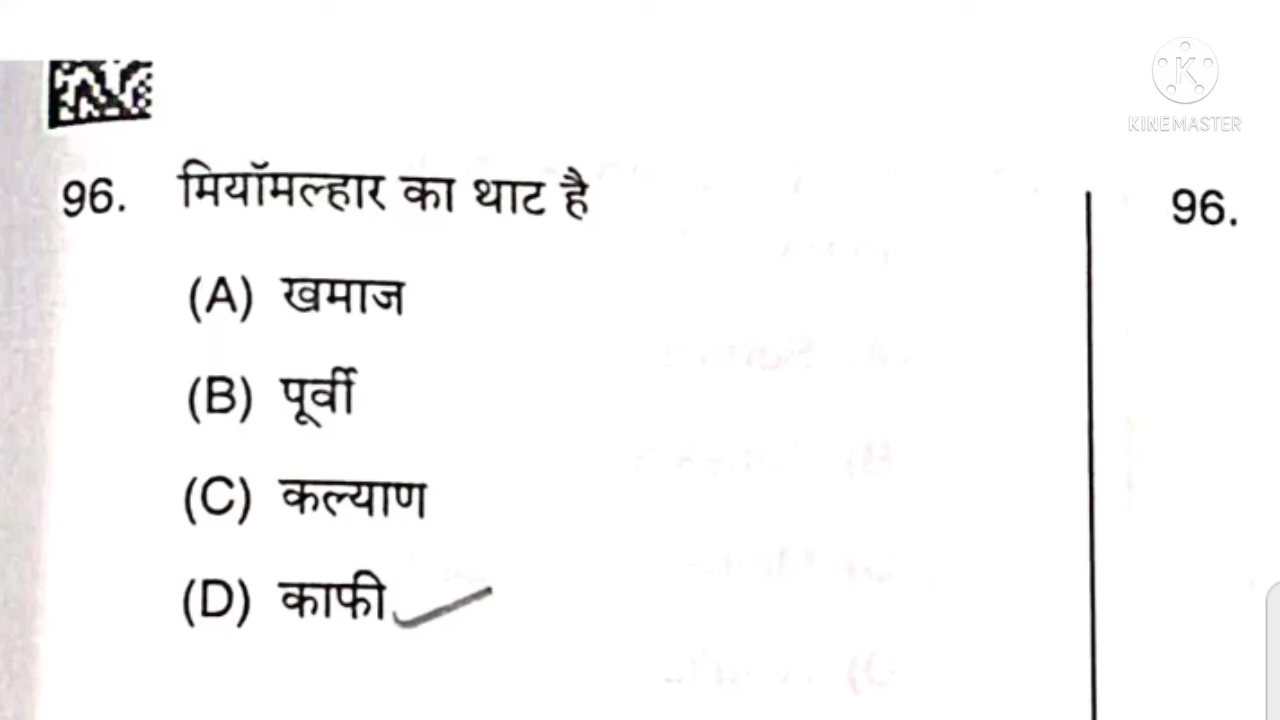 KINEMASTER
96. मियॉमल्हार का थाट है
96.
(A) खमाज
(B) पूर्वी
(C) कल्याण
(D) काफी